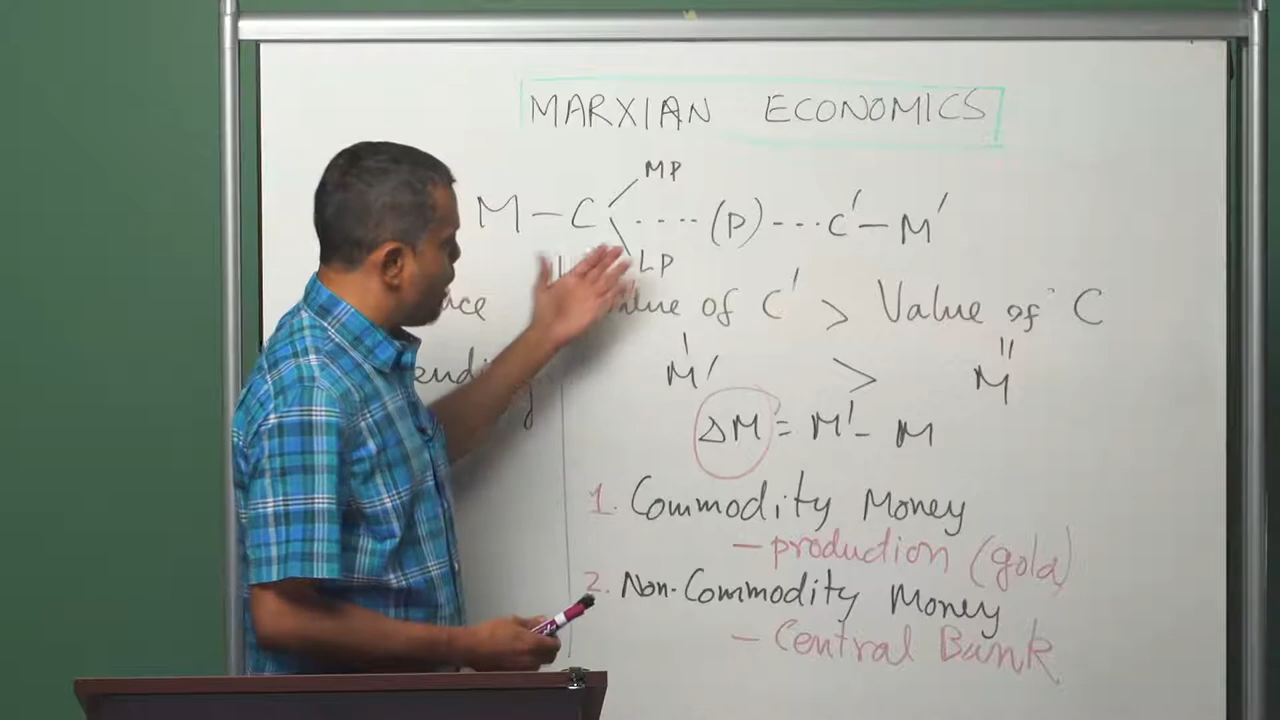 MARXIAN ECONOMICS
MP
M — C ···· (P) --- C′ — M′
LP
Value of C′ > Value of C
M′ > M
ΔM = M′ - M
1. Commodity Money
— production (gold)
2. Non-Commodity Money
— Central Bank